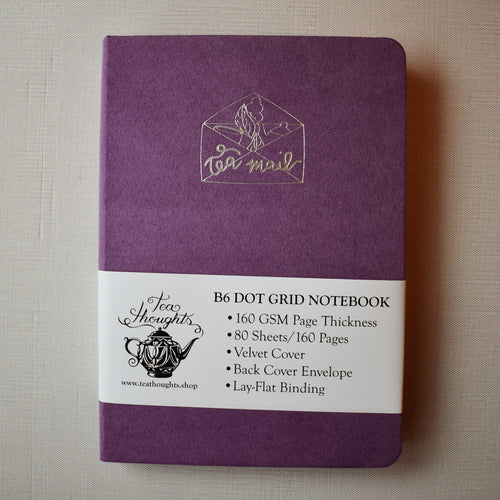 Tea mail
Tea
thoughts
www.teathoughts.shop
B6 DOT GRID NOTEBOOK
• 160 GSM Page Thickness
• 80 Sheets/160 Pages
• Velvet Cover
• Back Cover Envelope
• Lay-Flat Binding